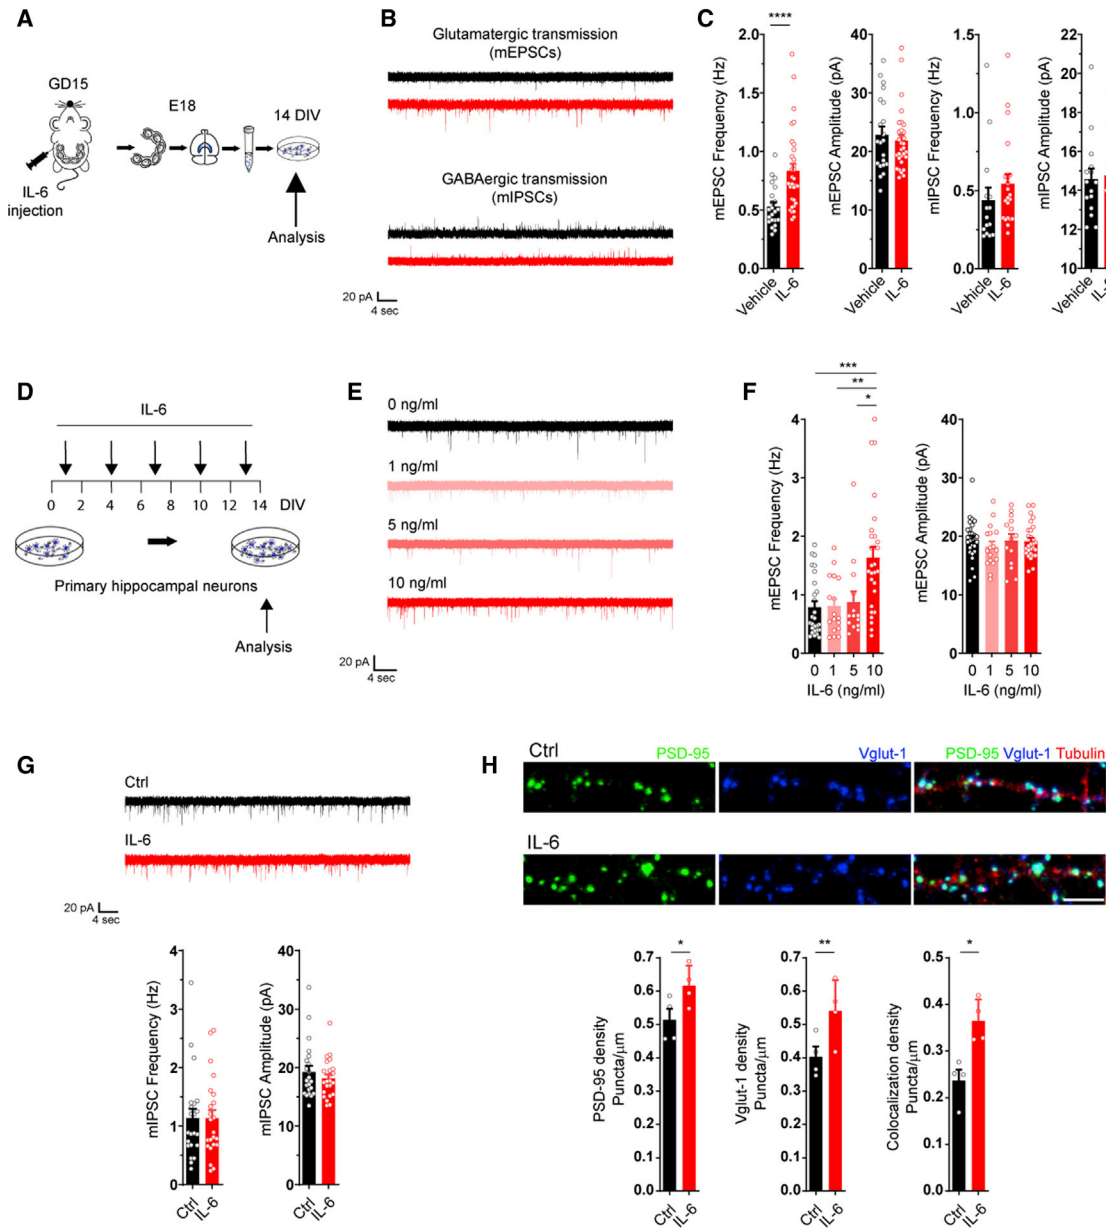 A
GD15
IL-6
injection
E18
14 DIV
Analysis
B
Glutamatergic transmission
(mEPSCs)
GABAergic transmission
(mIPSCs)
20 pA
4 sec
C
****
mEPSC Frequency (Hz)
2.0
1.5
1.0
0.5
0.0
Vehicle
IL-6
mEPSC Amplitude (pA)
40
30
20
10
0
Vehicle
IL-6
mIPSC Frequency (Hz)
1.5
1.0
0.5
0.0
Vehicle
IL-6
mIPSC Amplitude (pA)
22
20
18
16
14
12
10
Vehicle
D
IL-6
0 2 4 6 8 10 12 14 DIV
Primary hippocampal neurons
Analysis
E
0 ng/ml
1 ng/ml
5 ng/ml
10 ng/ml
20 pA
4 sec
F
***
**
*
mEPSC Frequency (Hz)
4
3
2
1
0
0 1 5 10
IL-6 (ng/ml)
mEPSC Amplitude (pA)
40
30
20
10
0
0 1 5 10
IL-6 (ng/ml)
G
Ctrl
IL-6
20 pA
4 sec
mIPSC Frequency (Hz)
4
3
2
1
0
Ctrl
IL-6
mIPSC Amplitude (pA)
40
30
20
10
0
Ctrl
IL-6
H
Ctrl
PSD-95
Vglut-1
PSD-95 Vglut-1 Tubulin
IL-6
*
PSD-95 density
Puncta/μm
0.7
0.6
0.5
0.4
0.3
0.2
0.1
0.0
Ctrl
IL-6
**
Vglut-1 density
Puncta/μm
0.7
0.6
0.5
0.4
0.3
0.2
0.1
0.0
Ctrl
IL-6
*
Colocalization density
Puncta/μm
0.5
0.4
0.3
0.2
0.1
0.0
Ctrl
IL-6